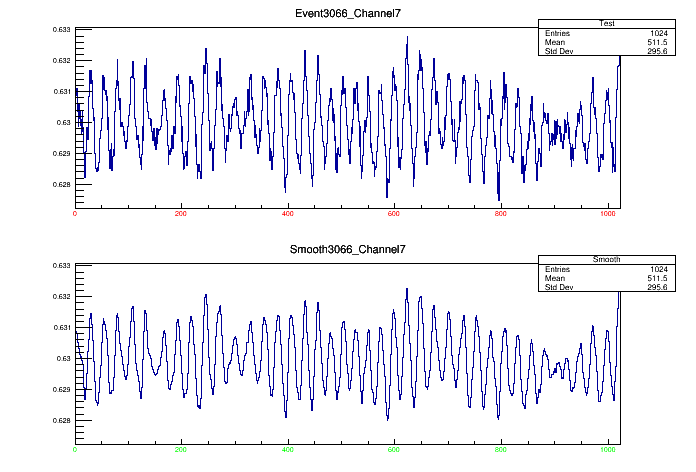 Event3066_Channel7
Test
Entries 1024
Mean 511.5
Std Dev 295.6
0.633
0.632
0.631
0.63
0.629
0.628
0 200 400 600 800 1000
Smooth3066_Channel7
Smooth
Entries 1024
Mean 511.5
Std Dev 295.6
0.633
0.632
0.631
0.63
0.629
0.628
0 200 400 600 800 1000